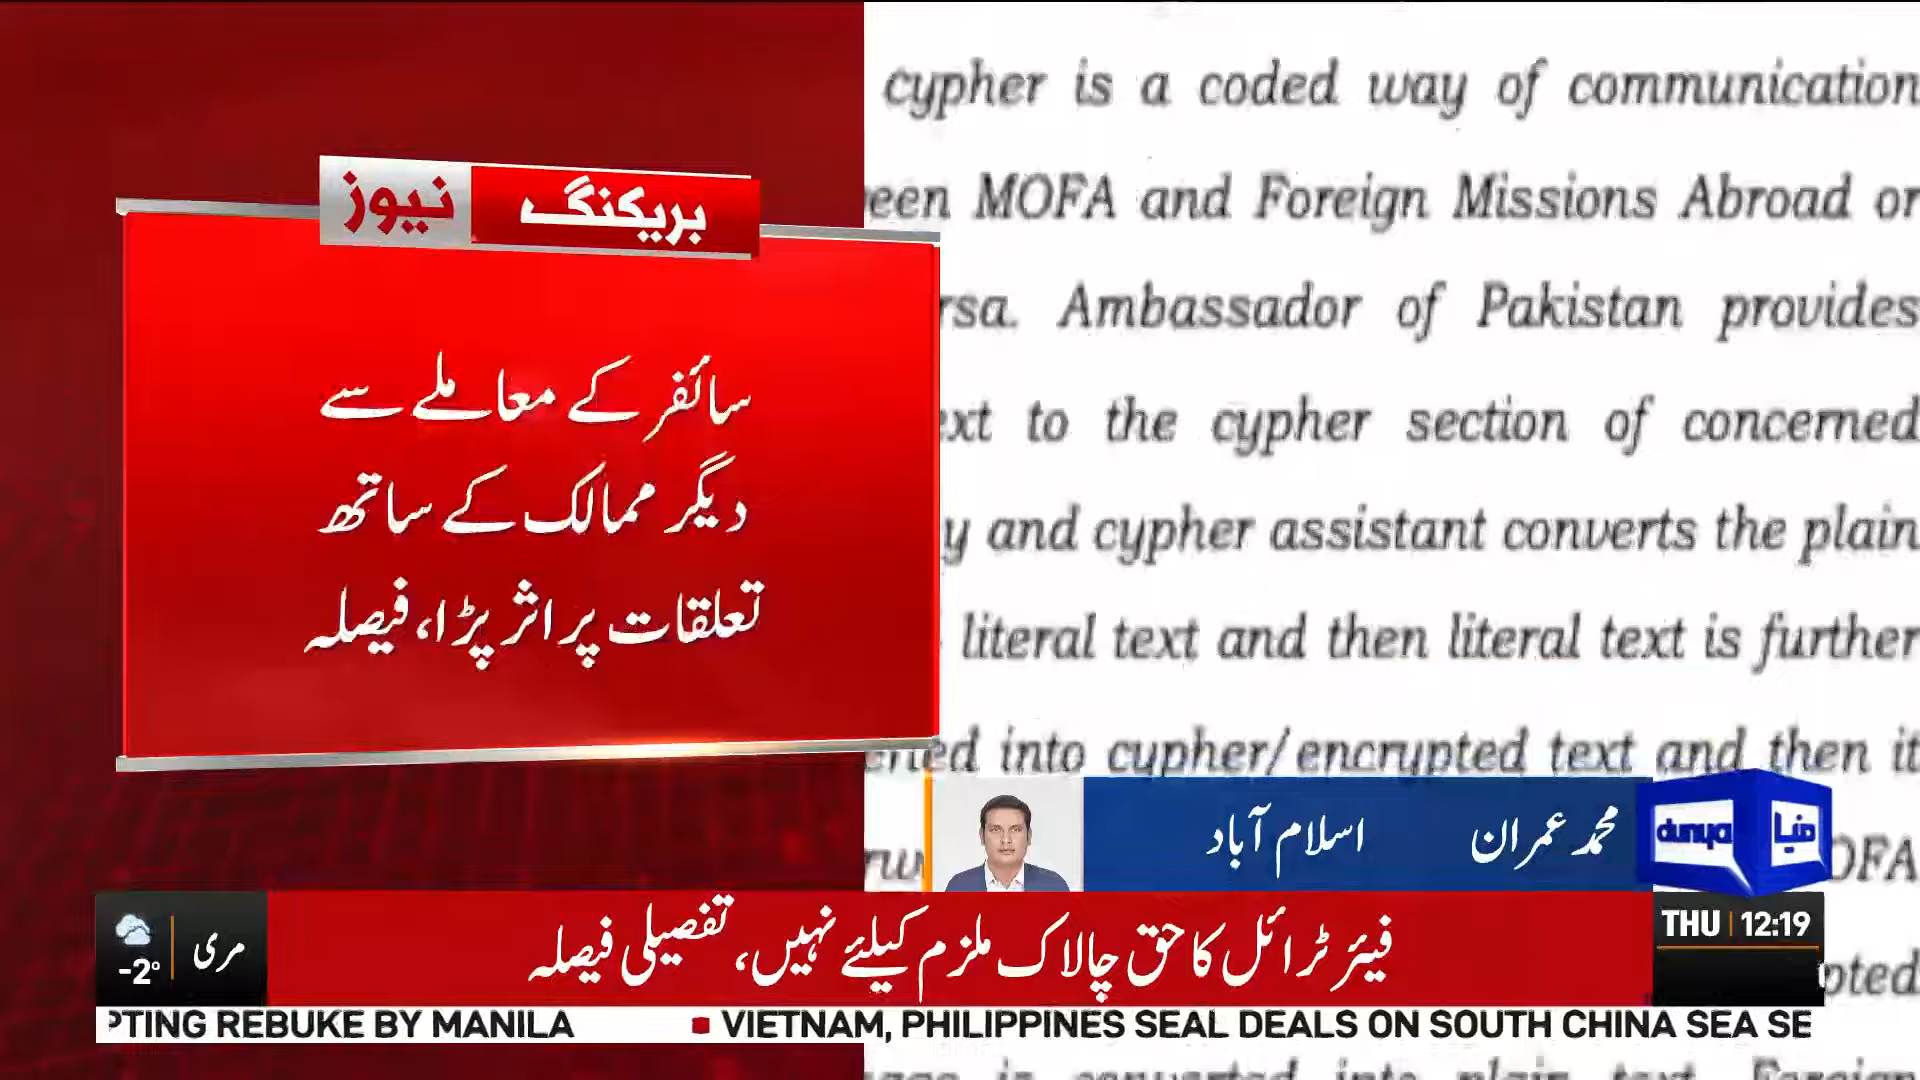 بریکنگ نیوز
سائفر کے معاملے سے
دیگر ممالک کے ساتھ
تعلقات پر اثر پڑا، فیصلہ
cypher is a coded way of communication
een MOFA and Foreign Missions Abroad or
rsa. Ambassador of Pakistan provides
ext to the cypher section of concerned
y and cypher assistant converts the plain
literal text and then literal text is further
erted into cypher/encrypted text and then it
OFA
pted
محمد عمران اسلام آباد
dunya دنیا
فیئر ٹرائل کا حق چالاک ملزم کیلئے نہیں، تفصیلی فیصلہ
مری -2°
THU 12:19
PTING REBUKE BY MANILA ■ VIETNAM, PHILIPPINES SEAL DEALS ON SOUTH CHINA SEA SE